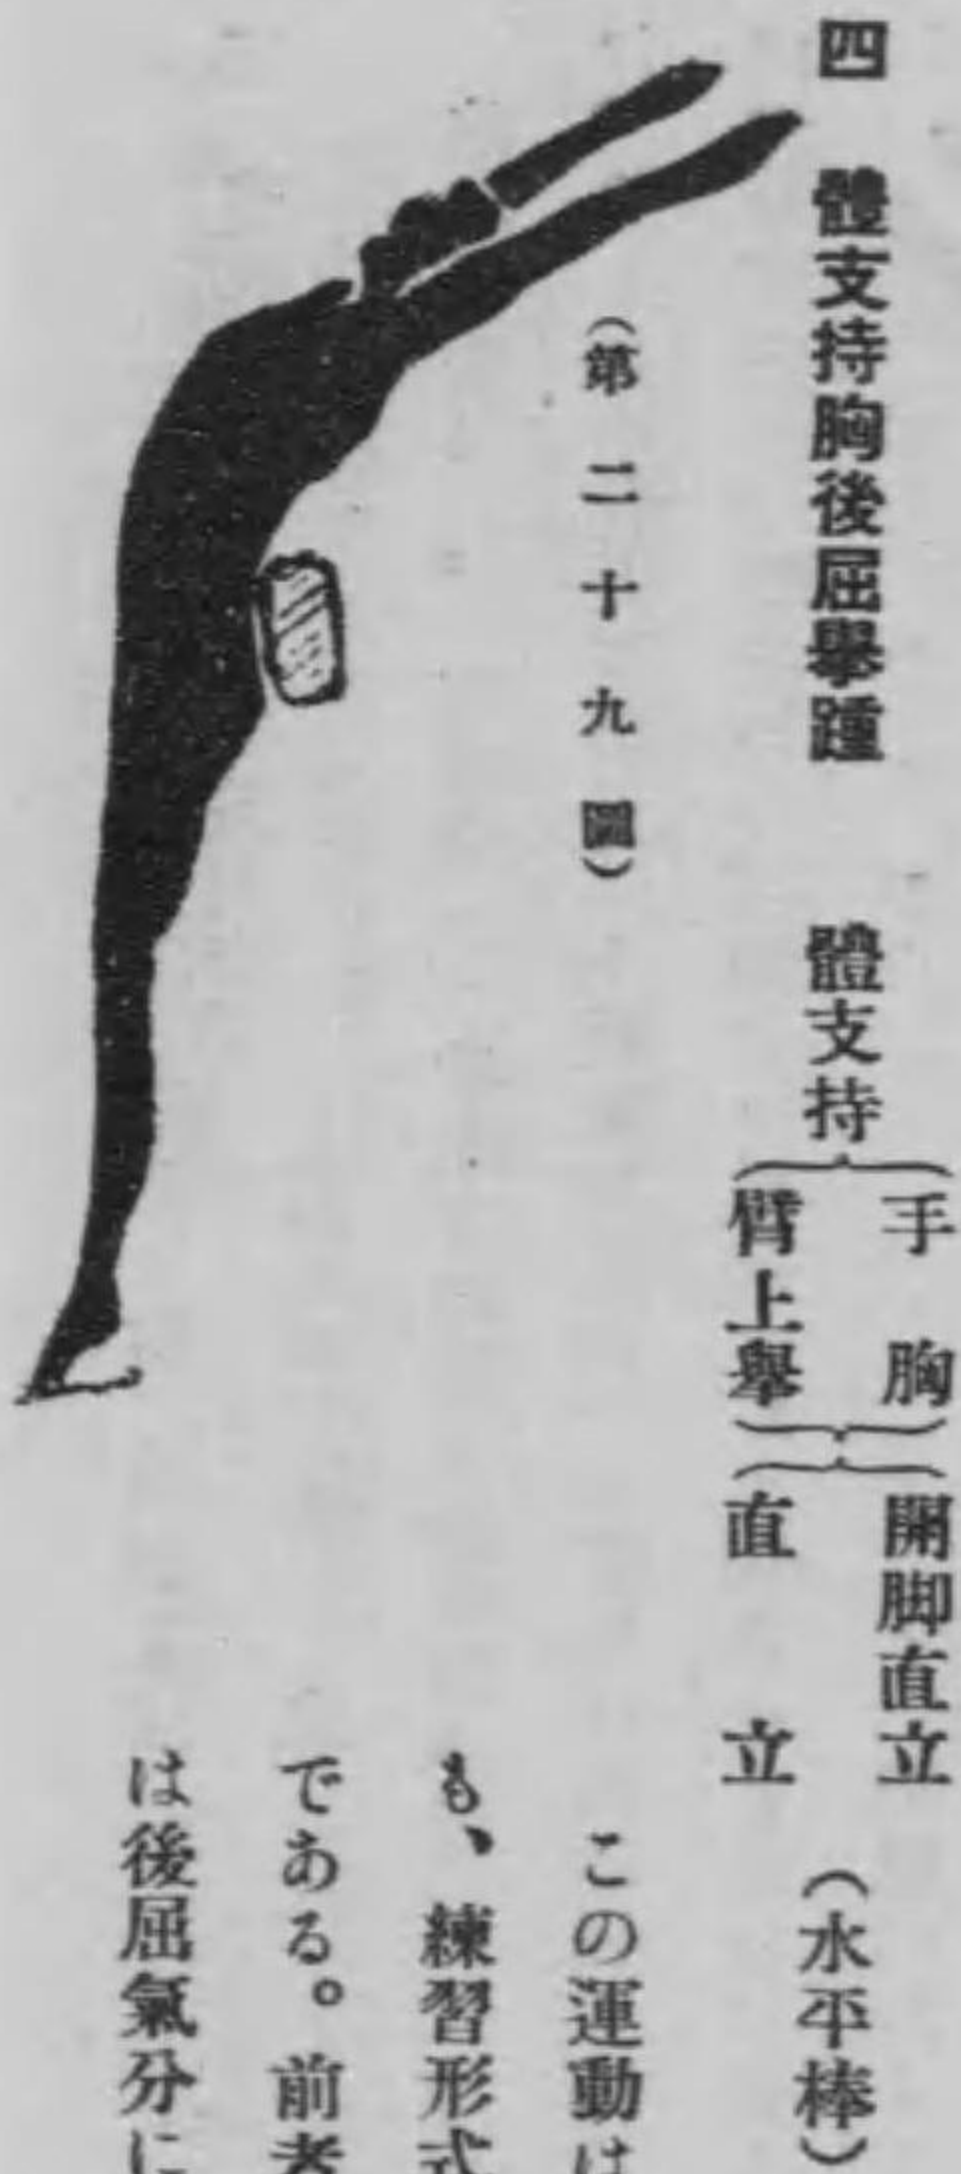 四 體支持胸後屈擧踵
體支持
手胸
臂上擧
開脚直立
直立
（水平棒）
（第二十九圖）
この運動は
も、練習形式
である。前者
は後屈氣分に